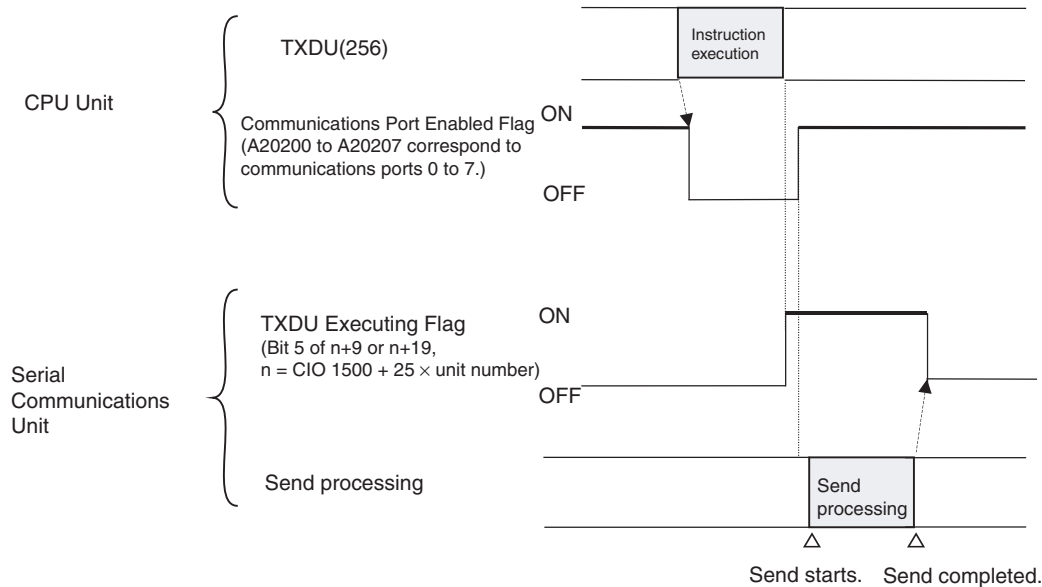 CPU Unit
TXDU(256)
Instruction
execution
Communications Port Enabled Flag
(A20200 to A20207 correspond to
communications ports 0 to 7.)
ON
OFF
Serial
Communications
Unit
TXDU Executing Flag
(Bit 5 of n+9 or n+19,
n = CIO 1500 + 25 × unit number)
ON
OFF
Send processing
Send
processing
Send starts.
Send completed.